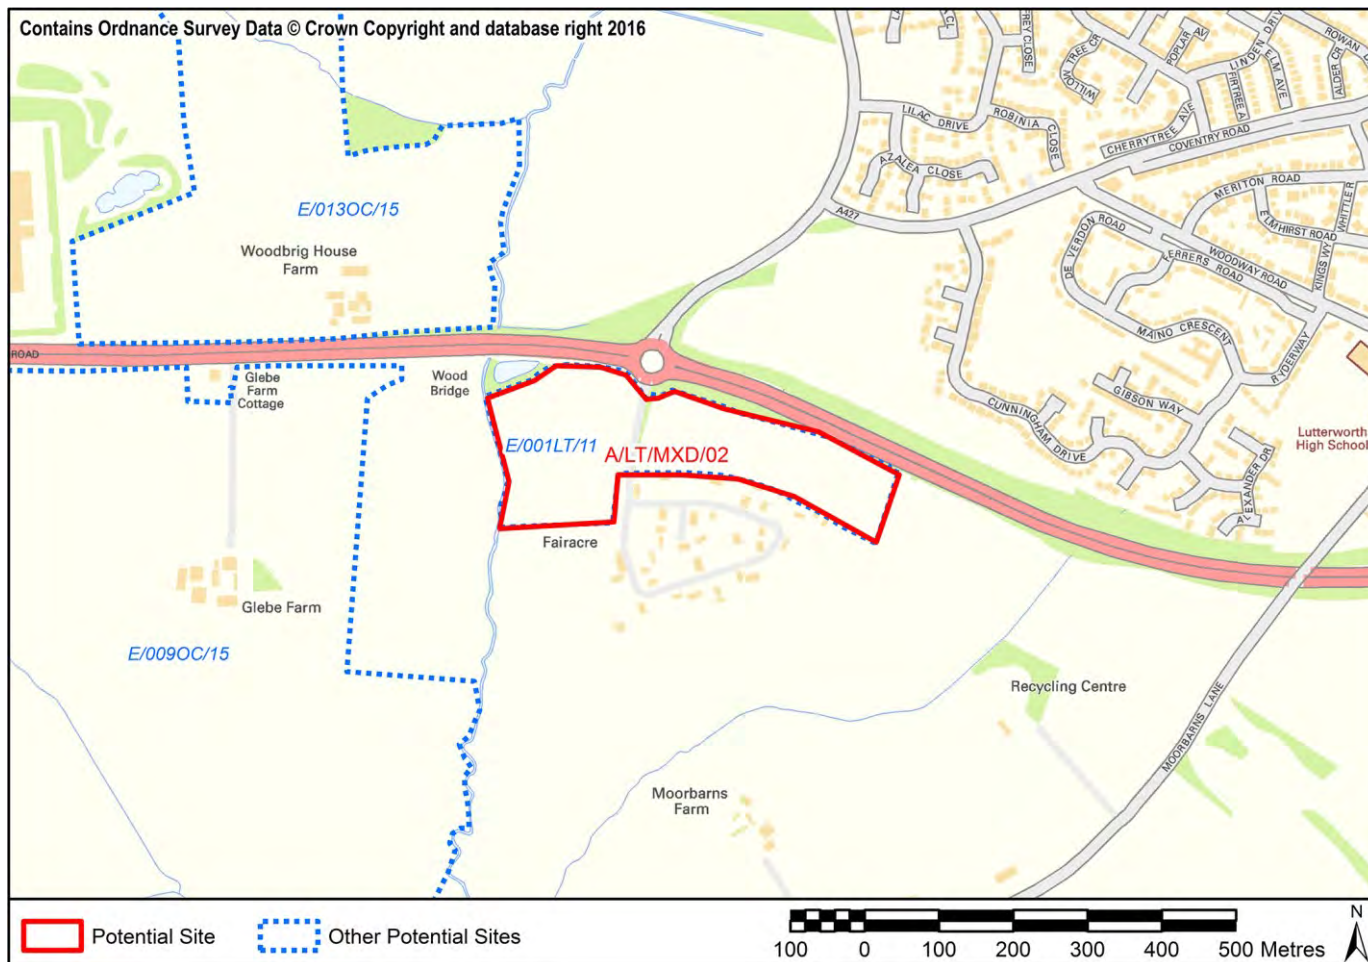 Contains Ordnance Survey Data © Crown Copyright and database right 2016
LILAC DRIVE
ROBINIA CLOSE
AZALEA CLOSE
WILLOW TREE CR
POPLAR AV
LINDEN DRIVE
ELM AVE
FIRTREE A
ROWAN D
ALDER CR
CHERRYTREE AVE
COVENTRY ROAD
FREY CLOSE
MERITON ROAD
ELMHIRST ROAD
WHITTLER
KINGS WY
WOODWAY ROAD
A427
DE VERDON ROAD
FERRERS ROAD
MAINO CRESCENT
RYDERWAY
GIBSON WAY
CUNNINGHAM DRIVE
ALEXANDER DR
AV
Lutterworth
High School
E/013OC/15
Woodbrig House
Farm
ROAD
Glebe
Farm
Cottage
Wood
Bridge
E/001LT/11
A/LT/MXD/02
Fairacre
Glebe Farm
E/009OC/15
Recycling Centre
MOORBARNS LANE
Moorbarns
Farm
Potential Site
Other Potential Sites
100 0 100 200 300 400 500 Metres
N